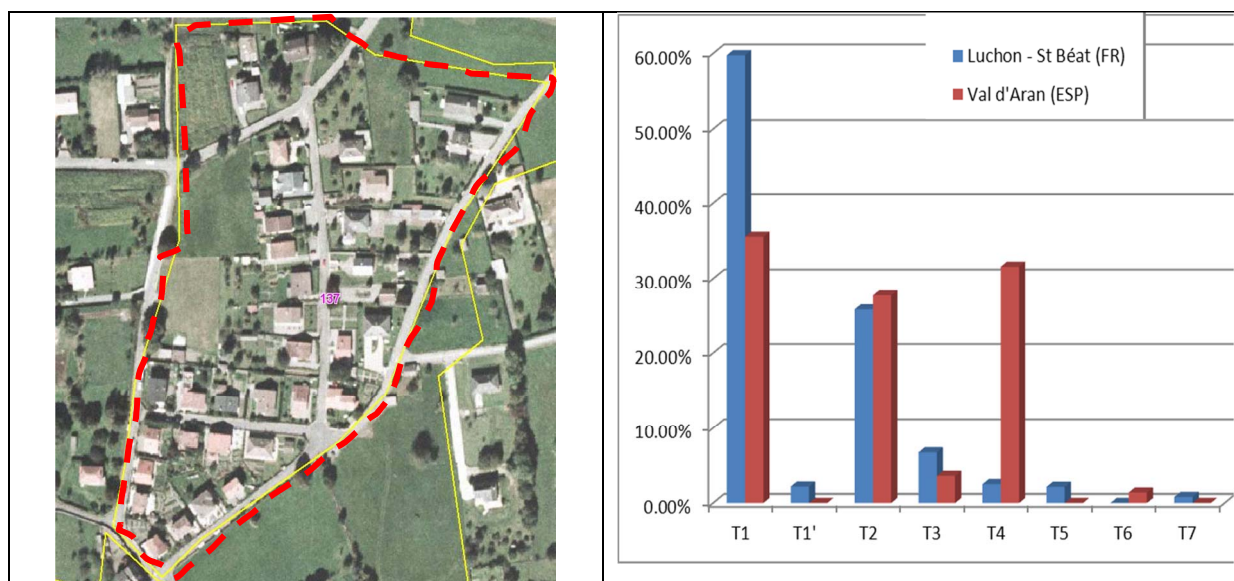 137
Luchon - St Béat (FR)
Val d'Aran (ESP)
60.00%
50.00%
40.00%
30.00%
20.00%
10.00%
0.00%
T1 T1' T2 T3 T4 T5 T6 T7